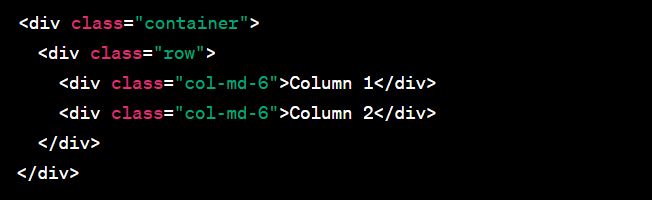 <div class="container">
  <div class="row">
    <div class="col-md-6">Column 1</div>
    <div class="col-md-6">Column 2</div>
  </div>
</div>